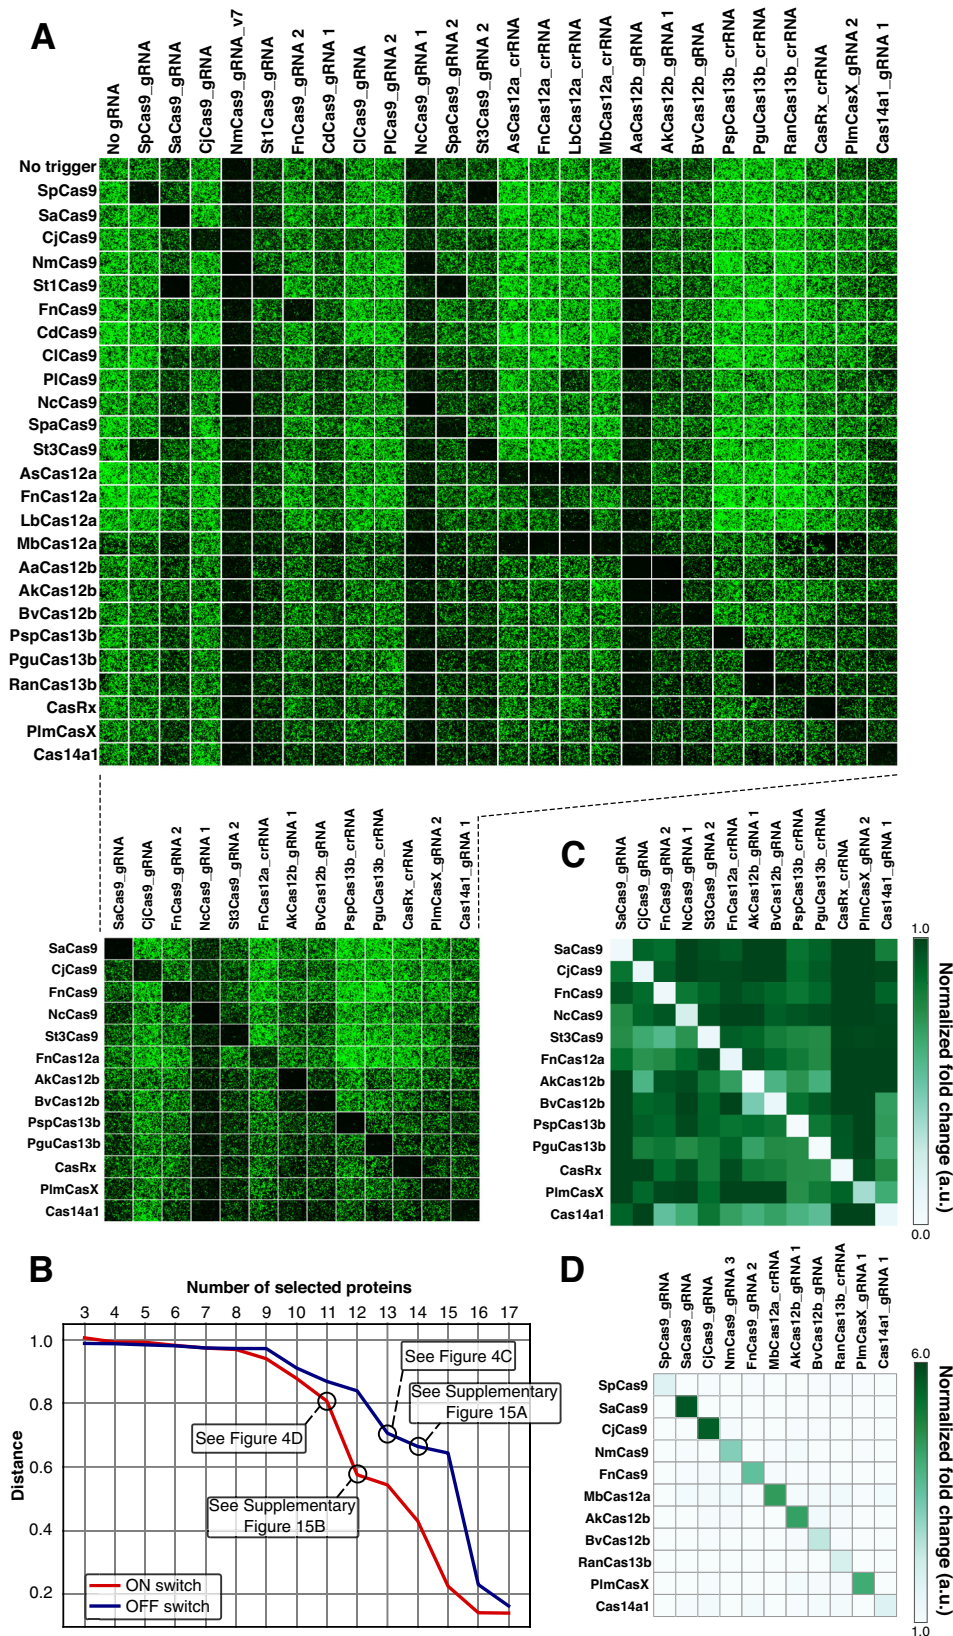 A
No gRNA
SpCas9_gRNA
SaCas9_gRNA
CjCas9_gRNA
NmCas9_gRNA_v7
St1Cas9_gRNA
FnCas9_gRNA 2
CdCas9_gRNA 1
ClCas9_gRNA 2
PlCas9_gRNA 2
NcCas9_gRNA 1
SpaCas9_gRNA 2
St3Cas9_gRNA 2
AsCas12a_crRNA
FnCas12a_crRNA
LbCas12a_crRNA
MbCas12a_crRNA
AaCas12b_gRNA
AkCas12b_gRNA 1
BvCas12b_gRNA
PspCas13b_crRNA
PguCas13b_crRNA
RanCas13b_crRNA
CasRx_crRNA
PlmCasX_gRNA 2
Cas14a1_gRNA 1
No trigger
SpCas9
SaCas9
CjCas9
NmCas9
St1Cas9
FnCas9
CdCas9
ClCas9
PlCas9
NcCas9
SpaCas9
St3Cas9
AsCas12a
FnCas12a
LbCas12a
MbCas12a
AaCas12b
AkCas12b
BvCas12b
PspCas13b
PguCas13b
RanCas13b
CasRx
PlmCasX
Cas14a1
SaCas9_gRNA
CjCas9_gRNA
FnCas9_gRNA 2
NcCas9_gRNA 1
St3Cas9_gRNA 2
FnCas12a_crRNA
AkCas12b_gRNA 1
BvCas12b_gRNA
PspCas13b_crRNA
PguCas13b_crRNA
CasRx_crRNA
PlmCasX_gRNA 2
Cas14a1_gRNA 1
SaCas9
CjCas9
FnCas9
NcCas9
St3Cas9
FnCas12a
AkCas12b
BvCas12b
PspCas13b
PguCas13b
CasRx
PlmCasX
Cas14a1
C
SaCas9_gRNA
CjCas9_gRNA
FnCas9_gRNA 2
NcCas9_gRNA 1
St3Cas9_gRNA 2
FnCas12a_crRNA
AkCas12b_gRNA 1
BvCas12b_gRNA
PspCas13b_crRNA
PguCas13b_crRNA
CasRx_crRNA
PlmCasX_gRNA 2
Cas14a1_gRNA 1
SaCas9
CjCas9
FnCas9
NcCas9
St3Cas9
FnCas12a
AkCas12b
BvCas12b
PspCas13b
PguCas13b
CasRx
PlmCasX
Cas14a1
1.0
0.0
Normalized fold change (a.u.)
B
Number of selected proteins
3 4 5 6 7 8 9 10 11 12 13 14 15 16 17
1.0
0.8
0.6
0.4
0.2
Distance
See Figure 4C
See Supplementary
Figure 15A
See Figure 4D
See Supplementary
Figure 15B
ON switch
OFF switch
D
SpCas9_gRNA
SaCas9_gRNA
CjCas9_gRNA
NmCas9_gRNA 3
FnCas9_gRNA 2
MbCas12a_crRNA
AkCas12b_gRNA 1
BvCas12b_gRNA
RanCas13b_crRNA
PlmCasX_gRNA 1
Cas14a1_gRNA 1
SpCas9
SaCas9
CjCas9
NmCas9
FnCas9
MbCas12a
AkCas12b
BvCas12b
RanCas13b
PlmCasX
Cas14a1
6.0
1.0
Normalized fold change (a.u.)